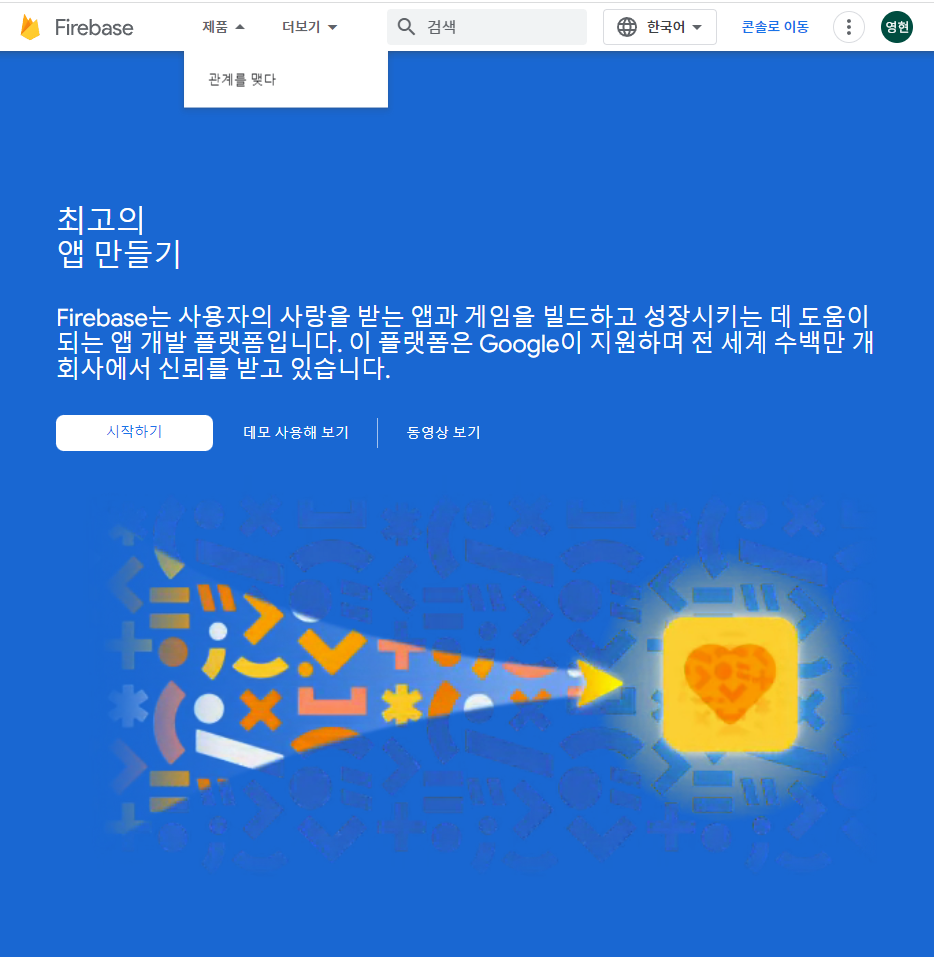 Firebase 제품 더보기 검색 한국어 콘솔로 이동 영현
관계를 맺다
최고의
앱 만들기
Firebase는 사용자의 사랑을 받는 앱과 게임을 빌드하고 성장시키는 데 도움이
되는 앱 개발 플랫폼입니다. 이 플랫폼은 Google이 지원하며 전 세계 수백만 개
회사에서 신뢰를 받고 있습니다.
시작하기 데모 사용해 보기 동영상 보기